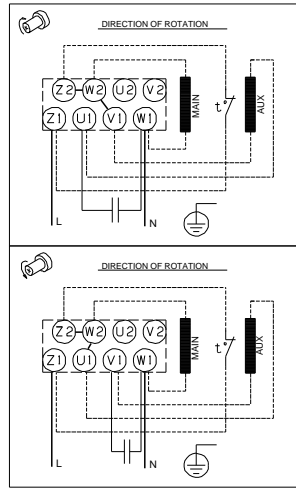 DIRECTION OF ROTATION
Z2 W2 U2 V2
Z1 U1 V1 W1
MAIN
t°
AUX
L
N
DIRECTION OF ROTATION
Z2 W2 U2 V2
Z1 U1 V1 W1
MAIN
t°
AUX
L
N